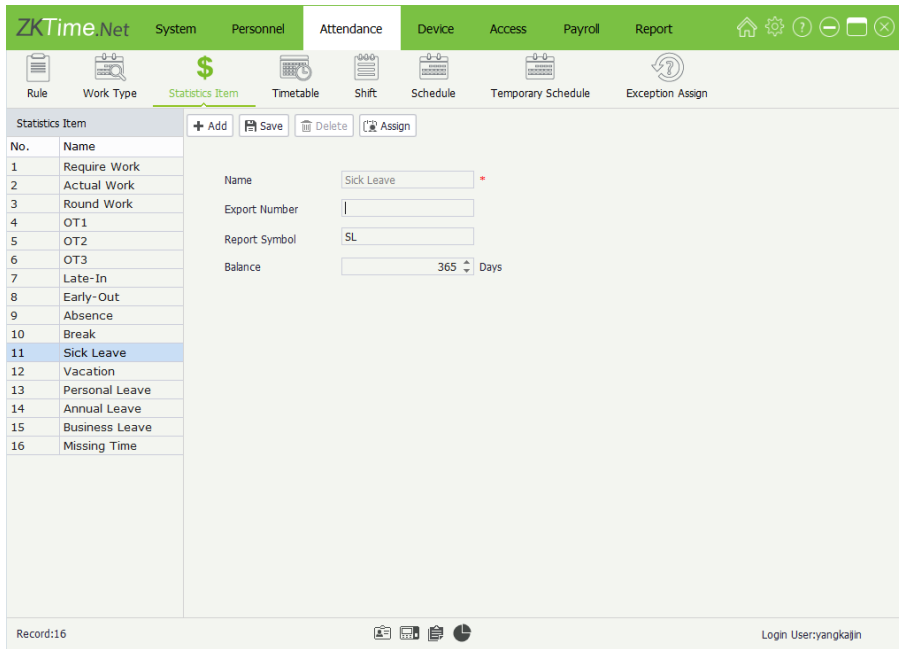 ZKTime.Net System Personnel Attendance Device Access Payroll Report
Rule Work Type Statistics Item Timetable Shift Schedule Temporary Schedule Exception Assign
Statistics Item
Add Save Delete Assign
No. Name
1 Require Work
2 Actual Work
3 Round Work
4 OT1
5 OT2
6 OT3
7 Late-In
8 Early-Out
9 Absence
10 Break
11 Sick Leave
12 Vacation
13 Personal Leave
14 Annual Leave
15 Business Leave
16 Missing Time
Name Sick Leave *
Export Number
Report Symbol SL
Balance 365 Days
Record:16
Login User:yangkaijin